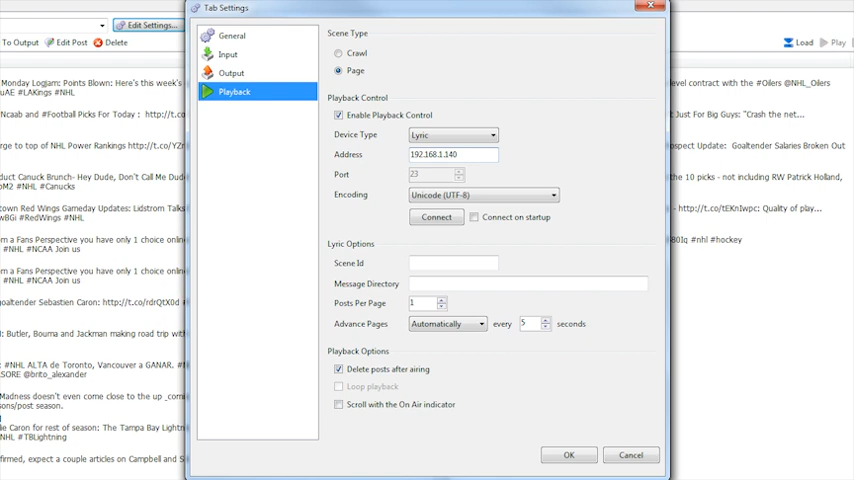 Tab Settings
Edit Settings...
To Output Edit Post Delete
Load Play
General
Input
Output
Playback
Scene Type
Crawl
Page
Playback Control
Enable Playback Control
Device Type Lyric
Address 192.168.1.140
Port 23
Encoding Unicode (UTF-8)
Connect Connect on startup
Lyric Options
Scene Id
Message Directory
Posts Per Page 1
Advance Pages Automatically every 5 seconds
Playback Options
Delete posts after airing
Loop playback
Scroll with the On Air indicator
OK Cancel
Monday Logjam: Points Blown: Here's this week's
uAE #LAKings #NHL
Ncaab and #Football Picks For Today : http://t.co
rge to top of NHL Power Rankings http://t.co/YZr
duct Canuck Brunch- Hey Dude, Don't Call Me Dude
oM2 #NHL #Canucks
town Red Wings Gameday Updates: Lidstrom Talks
wBGi #RedWings #NHL
m a Fans Perspective you have only 1 choice onlin
#NHL #NCAA Join us
m a Fans Perspective you have only 1 choice onlin
#NHL #NCAA Join us
goaltender Sebastien Caron: http://t.co/rdrQtX0d
: Butler, Bouma and Jackman making road trip with
: #NHL ALTA de Toronto, Vancouver A GANAR.
SORE @brito_alexander
Madness doesn't even come close to the up _comi
sons/post season.
lie Caron for rest of season: The Tampa Bay Lightn
NHL #TBLightning
firmed, expect a couple articles on Campbell and S
level contract with the #Oilers @NHL_Oilers
t Just For Big Guys: "Crash the net...
ospect Update: Goaltender Salaries Broken Out
the 10 picks - not including RW Patrick Holland,
- http://t.co/tEKnIwpc: Quality of play...
80Iq #nhl #hockey